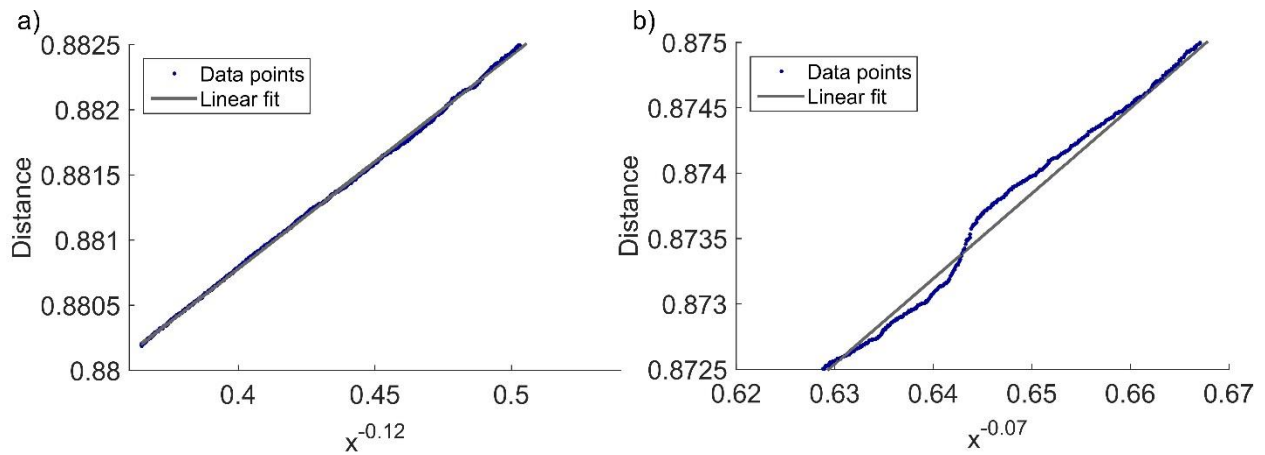 a)
0.8825
0.882
0.8815
0.881
0.8805
0.88
Distance
Data points
Linear fit
0.4
0.45
0.5
x^-0.12
b)
0.875
0.8745
0.874
0.8735
0.873
0.8725
Distance
Data points
Linear fit
0.62
0.63
0.64
0.65
0.66
0.67
x^-0.07